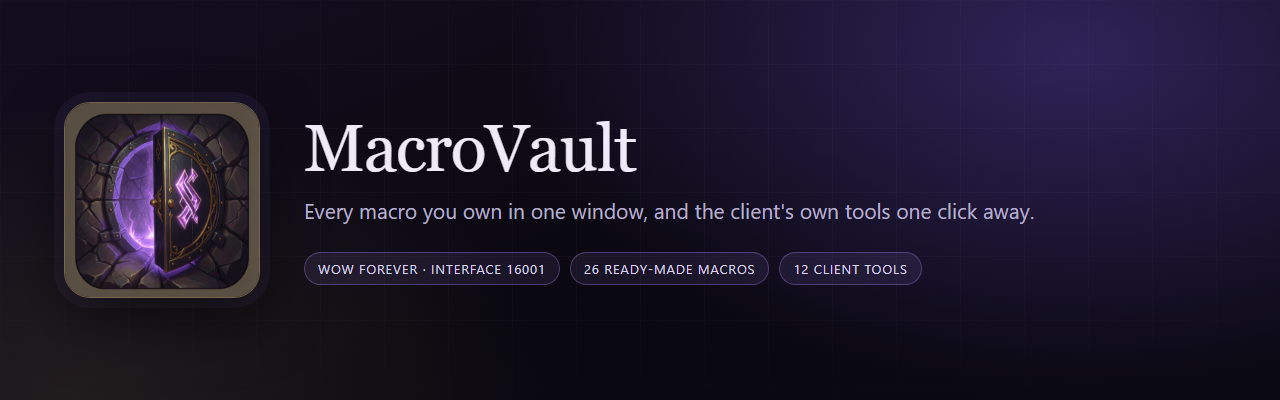 MacroVault
Every macro you own in one window, and the client's own tools one click away.
WOW FOREVER · INTERFACE 16001
26 READY-MADE MACROS
12 CLIENT TOOLS